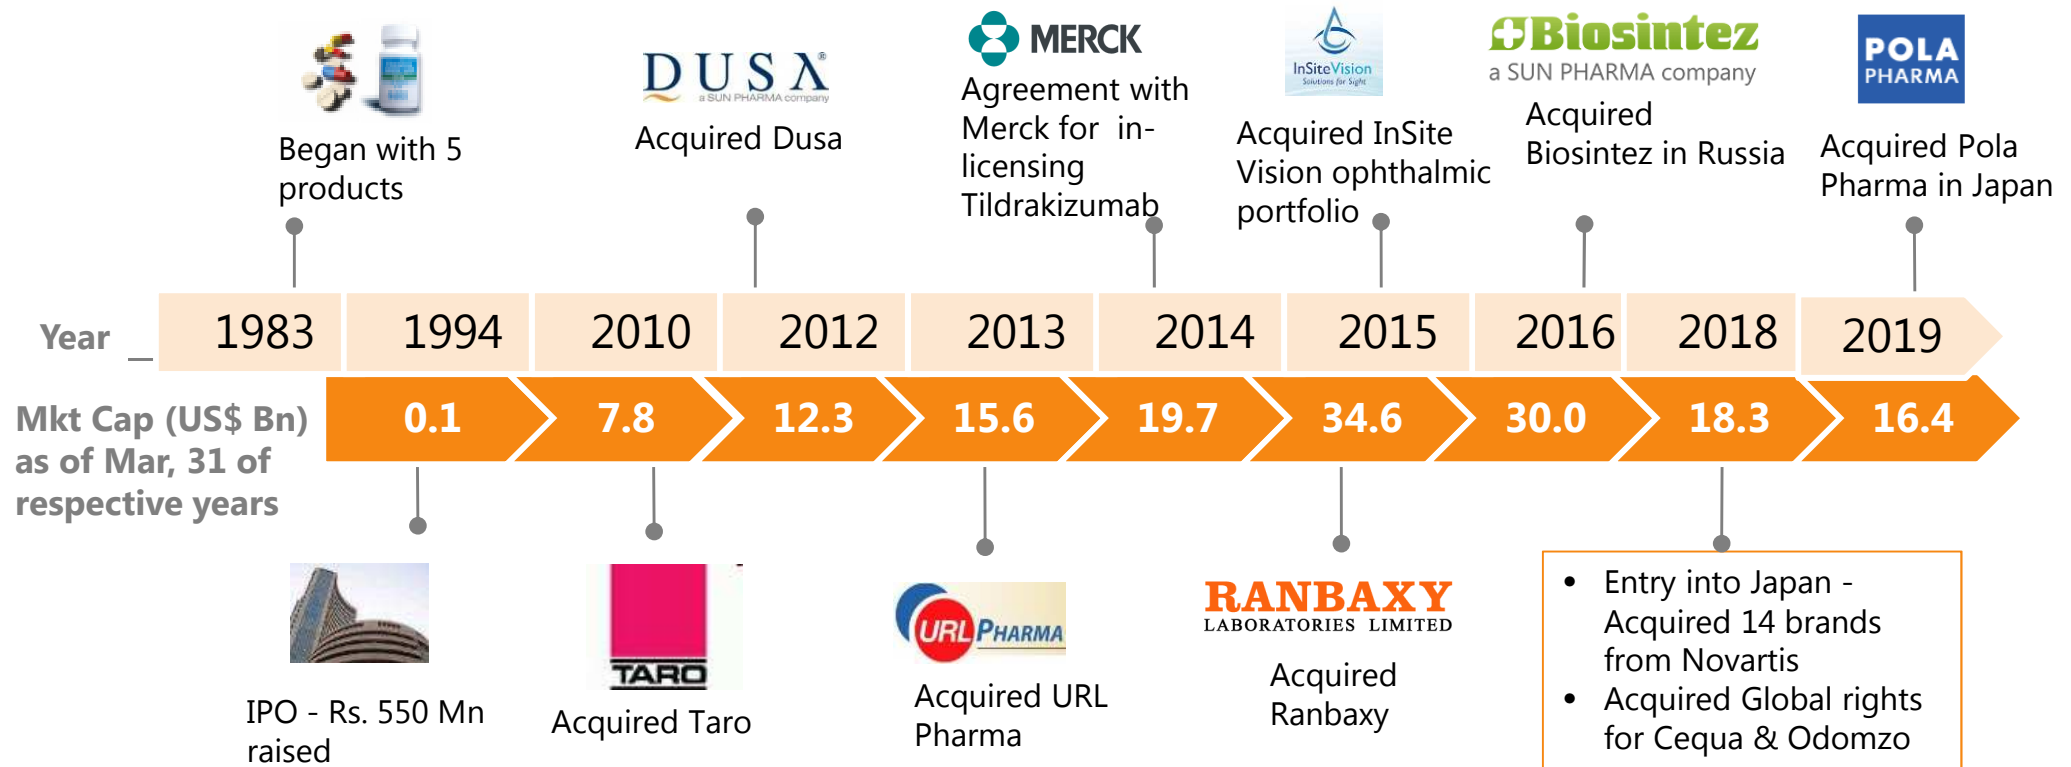 DUSA®
a SUN PHARMA company
MERCK
InSiteVision
Solutions for Sight
Biosintez
a SUN PHARMA company
POLA
PHARMA
Began with 5
products
Acquired Dusa
Agreement with
Merck for in-
licensing
Tildrakizumab
Acquired InSite
Vision ophthalmic
portfolio
Acquired
Biosintez in Russia
Acquired Pola
Pharma in Japan
Year
1983 1994 2010 2012 2013 2014 2015 2016 2018 2019
Mkt Cap (US$ Bn)
as of Mar, 31 of
respective years
0.1 7.8 12.3 15.6 19.7 34.6 30.0 18.3 16.4
IPO - Rs. 550 Mn
raised
TARO
Acquired Taro
URL PHARMA
Acquired URL
Pharma
RANBAXY
LABORATORIES LIMITED
Acquired
Ranbaxy
• Entry into Japan -
Acquired 14 brands
from Novartis
• Acquired Global rights
for Cequa & Odomzo